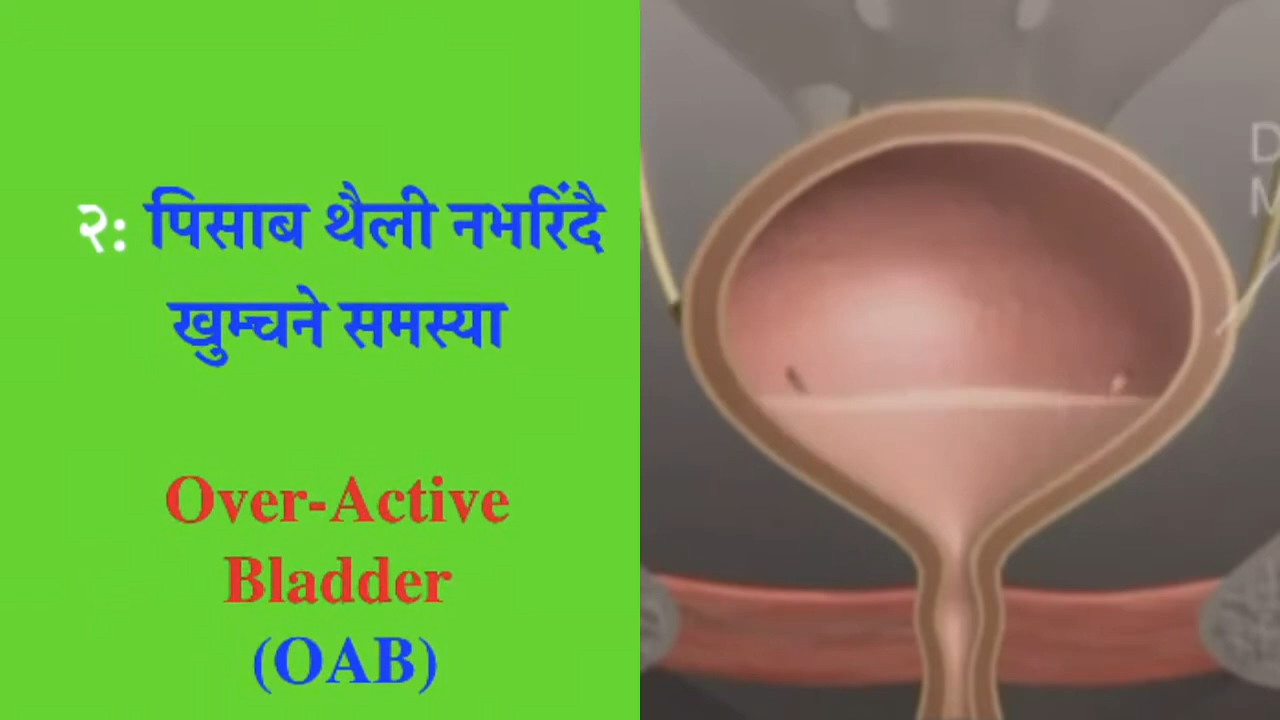 २: पिसाब थैली नभरिंदै
खुम्चने समस्या
Over-Active
Bladder
(OAB)
D
M